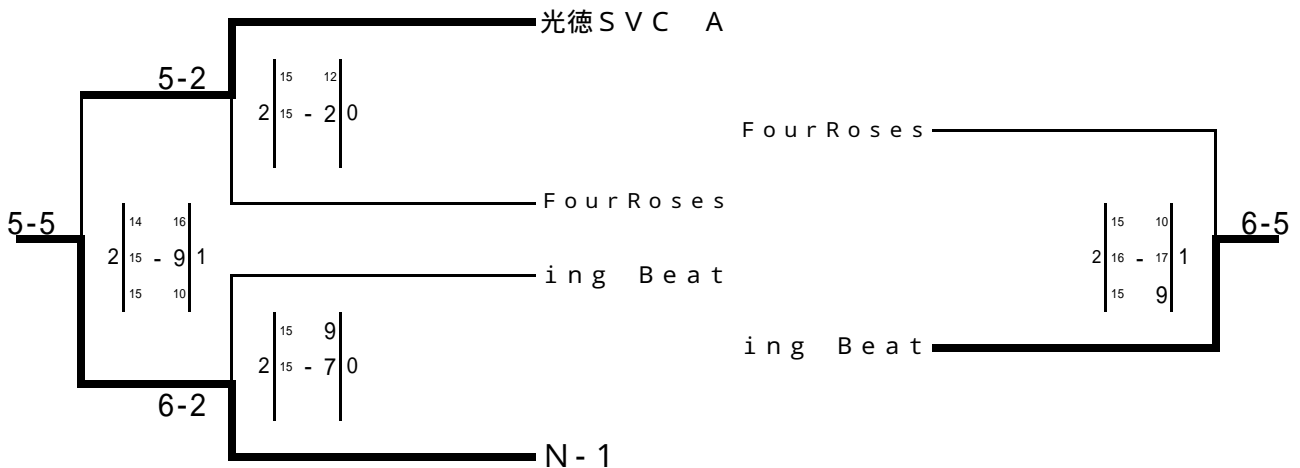 光徳ＳＶＣ　Ａ
5-2
15 12
2 15 - 2 0
FourRoses
FourRoses
5-5
14 16
2 15 - 9 1
15 10
6-5
15 10
2 16 - 17 1
15 9
ing Beat
15 9
2 15 - 7 0
ing Beat
6-2
N-1